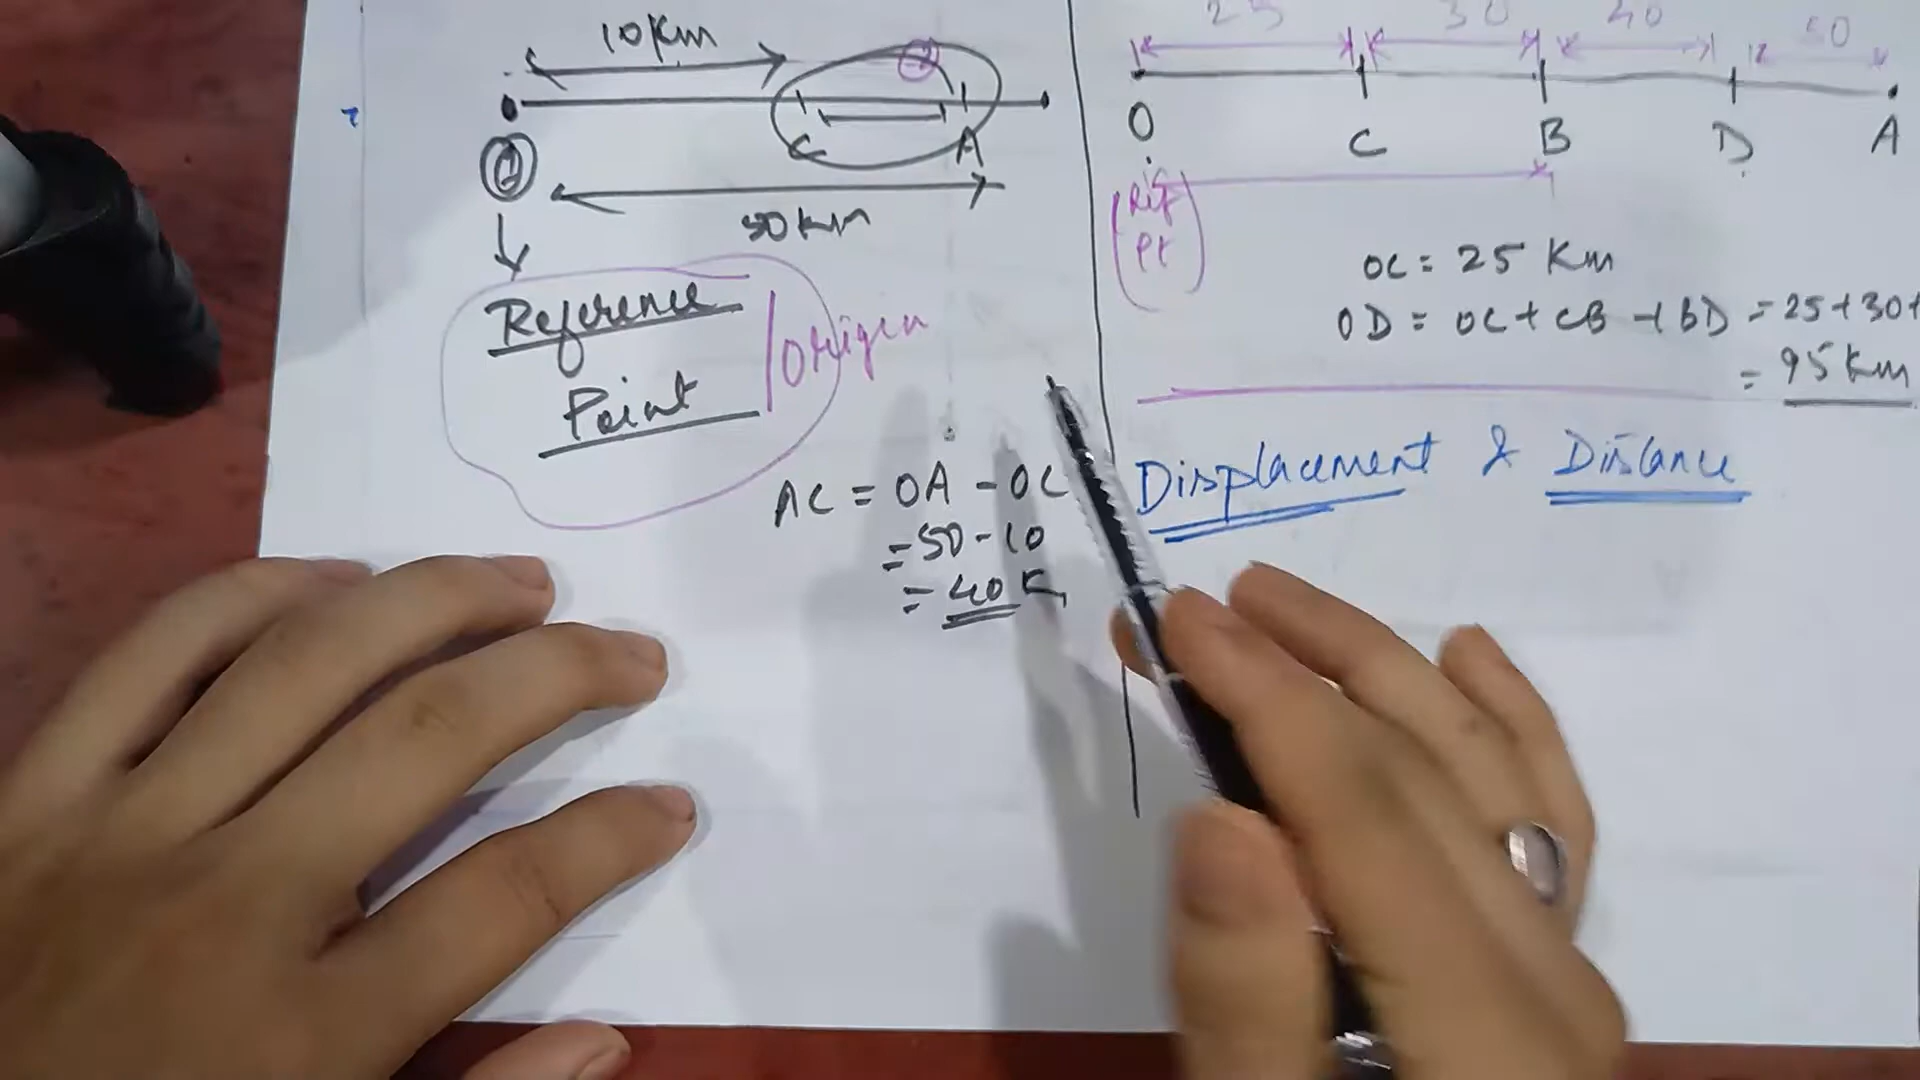 10 Km
C A
50 Km
Reference
Point / Origen
AC = OA - OC
= 50 - 10
= 40 K
25 30 40 50
O C B D A
Ref
Pt
OC = 25 Km
OD = OC + CB + BD = 25 + 30 +
= 95 Km
Displacement & Distance